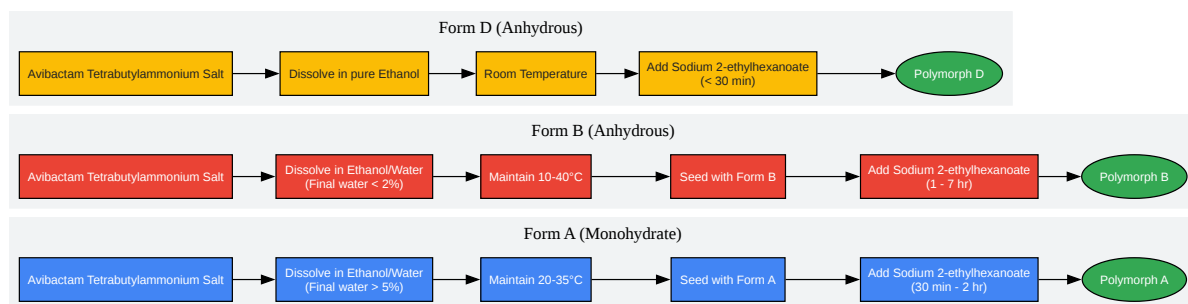 Form D (Anhydrous)
Avibactam Tetrabutylammonium Salt
Dissolve in pure Ethanol
Room Temperature
Add Sodium 2-ethylhexanoate
(< 30 min)
Polymorph D
Form B (Anhydrous)
Avibactam Tetrabutylammonium Salt
Dissolve in Ethanol/Water
(Final water < 2%)
Maintain 10-40°C
Seed with Form B
Add Sodium 2-ethylhexanoate
(1 - 7 hr)
Polymorph B
Form A (Monohydrate)
Avibactam Tetrabutylammonium Salt
Dissolve in Ethanol/Water
(Final water > 5%)
Maintain 20-35°C
Seed with Form A
Add Sodium 2-ethylhexanoate
(30 min - 2 hr)
Polymorph A